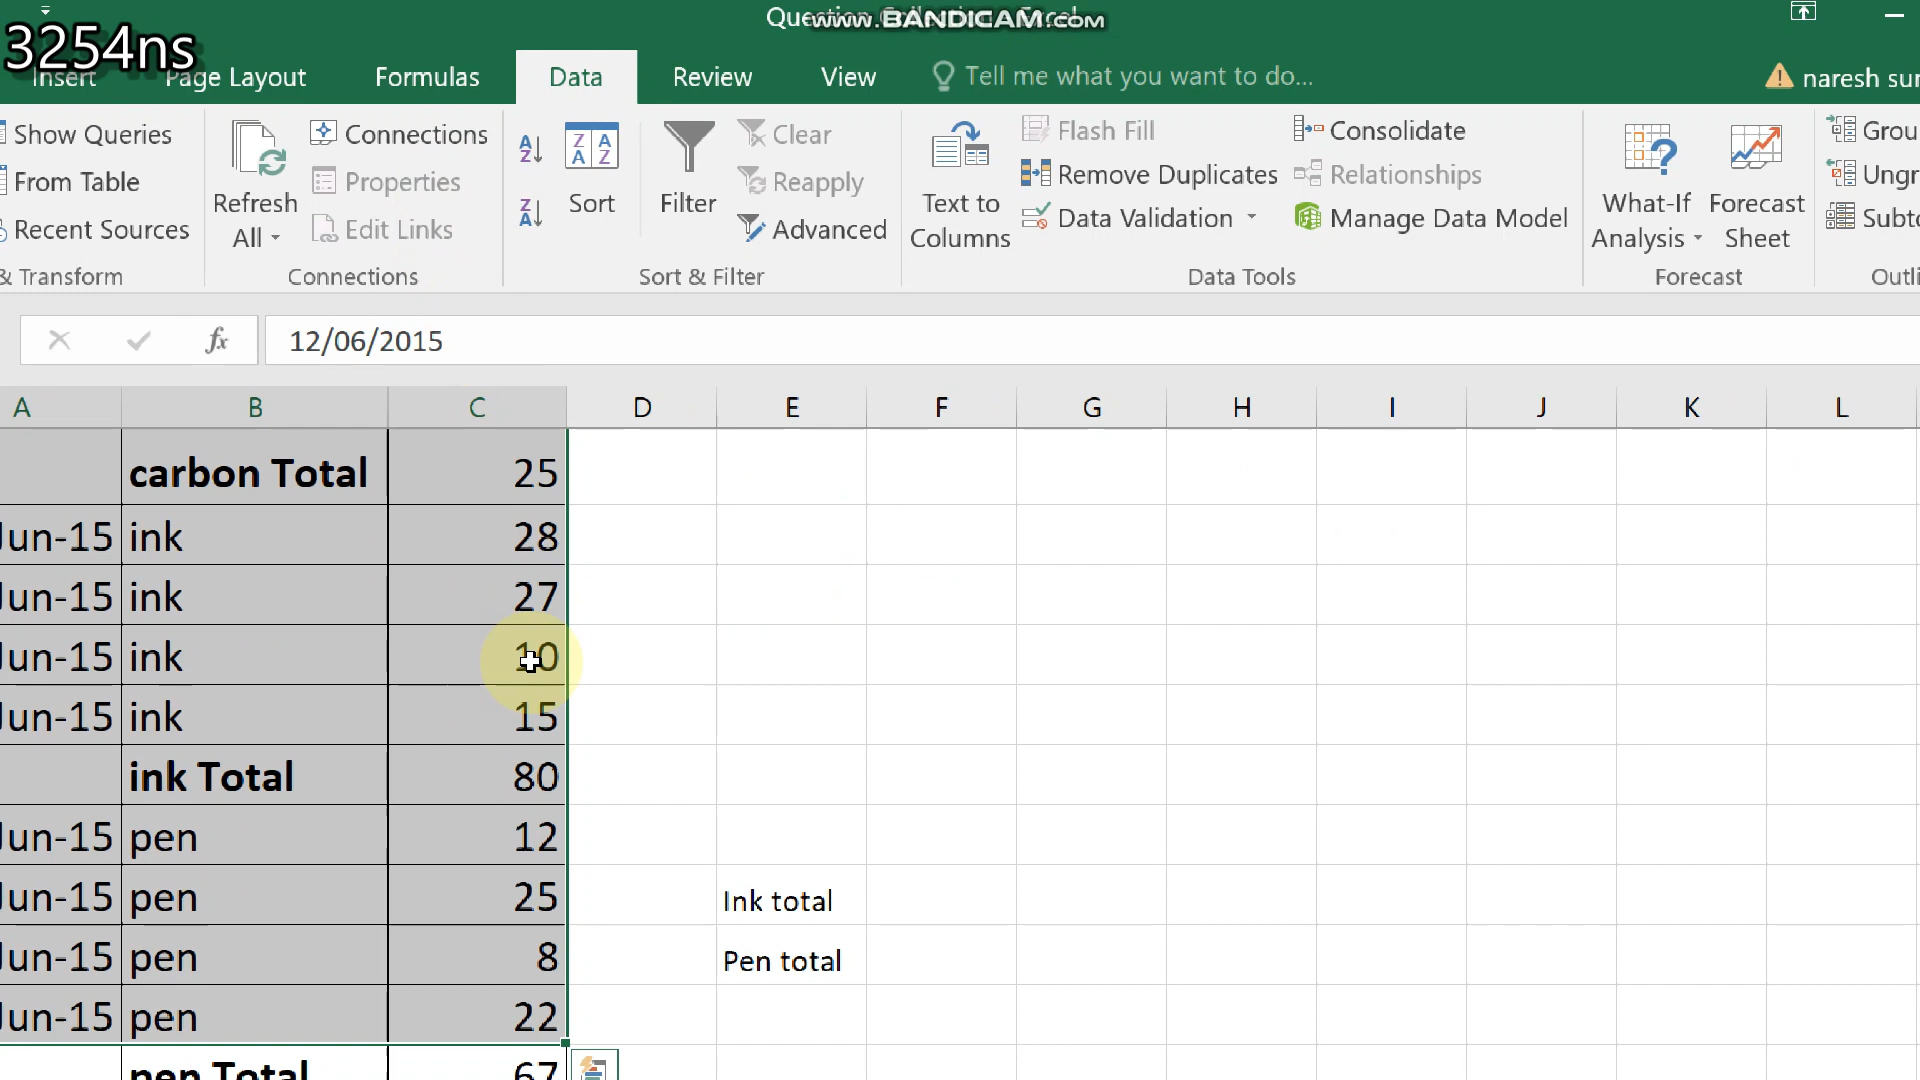 www.BANDICAM.com
3254ns
Insert Page Layout Formulas Data Review View Tell me what you want to do... naresh sur
Show Queries
From Table
Recent Sources
& Transform
Refresh All
Connections
Properties
Edit Links
Connections
Sort
Filter
Clear
Reapply
Advanced
Sort & Filter
Text to Columns
Flash Fill
Remove Duplicates
Data Validation
Consolidate
Relationships
Manage Data Model
Data Tools
What-If Analysis
Forecast Sheet
Forecast
Grou
Ungr
Subto
Outli
fx 12/06/2015
A B C D E F G H I J K L
carbon Total 25
Jun-15 ink 28
Jun-15 ink 27
Jun-15 ink 10
Jun-15 ink 15
ink Total 80
Jun-15 pen 12
Jun-15 pen 25 Ink total
Jun-15 pen 8 Pen total
Jun-15 pen 22
pen Total 67